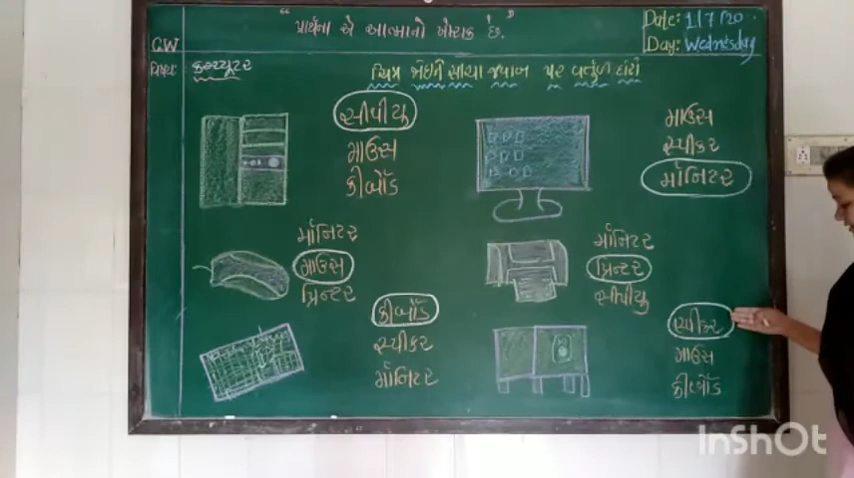 "પ્રાર્થના એ આત્માનો ખોરાક છે."
Date: 1/7/20
Day: Wednesday
CW
વિષય: કમ્પ્યુટર
ચિત્ર જોઈને સાચા જવાબ પર વર્તુળ દોરો
સીપીયુ
માઉસ
કીબોર્ડ
માઉસ
સ્પીકર
મોનિટર
મોનિટર
માઉસ
પ્રિન્ટર
મોનિટર
પ્રિન્ટર
સીપીયુ
કીબોર્ડ
સ્પીકર
મોનિટર
સ્પીકર
માઉસ
કીબોર્ડ
InShOt